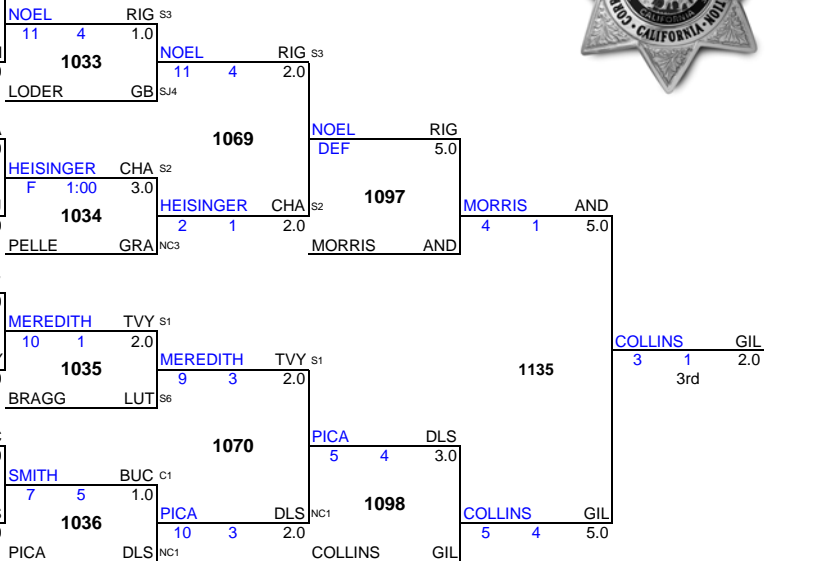 NOEL RIG S3
11 4 1.0
1033
LODER GB SJ4
NOEL RIG S3
11 4 2.0
1069
HEISINGER CHA S2
F 1:00 3.0
1034
PELLE GRA NC3
HEISINGER CHA S2
2 1 2.0
NOEL RIG
DEF 5.0
1097
MORRIS AND
MORRIS AND
4 1 5.0
MEREDITH TVY S1
10 1 2.0
1035
BRAGG LUT S6
MEREDITH TVY S1
9 3 2.0
1070
SMITH BUC C1
7 5 1.0
1036
PICA DLS NC1
PICA DLS NC1
10 3 2.0
PICA DLS
5 4 3.0
1098
COLLINS GIL
COLLINS GIL
5 4 5.0
1135
COLLINS GIL
3 1 2.0
3rd
CALIFORNIA
CALIFORNIA